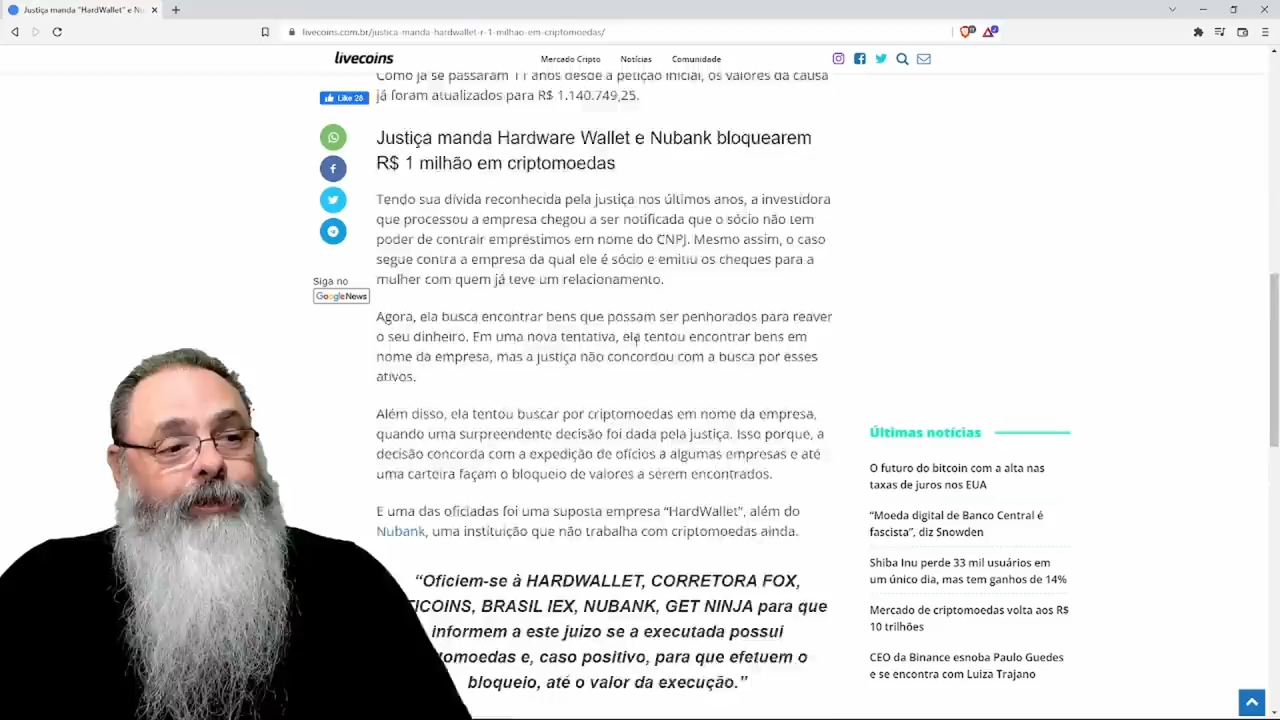 Justiça manda "HardWallet" e Nu
livecoins.com.br/justica-manda-hardwallet-r-1-milhao-em-criptomoedas/
livecoins
Mercado Cripto
Notícias
Comunidade
Como já se passaram 11 anos desde a petição inicial, os valores da causa
já foram atualizados para R$ 1.140.749,25.
Like 28
Justiça manda Hardware Wallet e Nubank bloquearem
R$ 1 milhão em criptomoedas
Tendo sua dívida reconhecida pela justiça nos últimos anos, a investidora
que processou a empresa chegou a ser notificada que o sócio não tem
poder de contrair empréstimos em nome do CNPJ. Mesmo assim, o caso
segue contra a empresa da qual ele é sócio e emitiu os cheques para a
mulher com quem já teve um relacionamento.
Siga no
Google News
Agora, ela busca encontrar bens que possam ser penhorados para reaver
o seu dinheiro. Em uma nova tentativa, ela tentou encontrar bens em
nome da empresa, mas a justiça não concordou com a busca por esses
ativos.
Além disso, ela tentou buscar por criptomoedas em nome da empresa,
quando uma surpreendente decisão foi dada pela justiça. Isso porque, a
decisão concorda com a expedição de ofícios a algumas empresas e até
uma carteira façam o bloqueio de valores a serem encontrados.
E uma das oficiadas foi uma suposta empresa “HardWallet”, além do
Nubank, uma instituição que não trabalha com criptomoedas ainda.
“Oficiem-se à HARDWALLET, CORRETORA FOX,
TICOINS, BRASIL IEX, NUBANK, GET NINJA para que
informem a este juizo se a executada possui
tomoedas e, caso positivo, para que efetuem o
bloqueio, até o valor da execução.”
Últimas notícias
O futuro do bitcoin com a alta nas
taxas de juros nos EUA
“Moeda digital de Banco Central é
fascista”, diz Snowden
Shiba Inu perde 33 mil usuários em
um único dia, mas tem ganhos de 14%
Mercado de criptomoedas volta aos R$
10 trilhões
CEO da Binance esnoba Paulo Guedes
e se encontra com Luiza Trajano